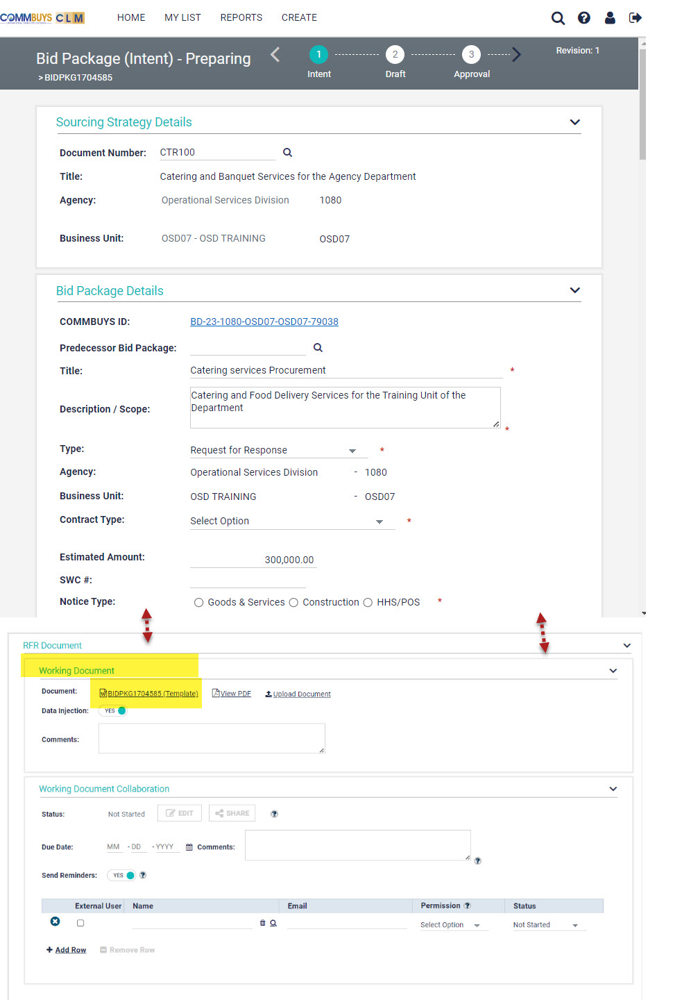 COMMBUYS CLM HOME MY LIST REPORTS CREATE
Bid Package (Intent) - Preparing 1 2 3 Revision: 1
> BIDPKG1704585 Intent Draft Approval
Sourcing Strategy Details
Document Number: CTR100
Title: Catering and Banquet Services for the Agency Department
Agency: Operational Services Division 1080
Business Unit: OSD07 - OSD TRAINING OSD07
Bid Package Details
COMMBUYS ID: BD-23-1080-OSD07-OSD07-79038
Predecessor Bid Package:
Title: Catering services Procurement *
Description / Scope: Catering and Food Delivery Services for the Training Unit of the
Department *
Type: Request for Response *
Agency: Operational Services Division - 1080
Business Unit: OSD TRAINING - OSD07
Contract Type: Select Option *
Estimated Amount: 300,000.00
SWC #:
Notice Type: Goods & Services Construction HHS/POS *
RFR Document
Working Document
Document: BIDPKG1704585 (Template) View PDF Upload Document
Data Injection: YES
Comments:
Working Document Collaboration
Status: Not Started EDIT SHARE ?
Due Date: MM - DD - YYYY Comments: ?
Send Reminders: YES ?
External User Name Email Permission ? Status
Select Option Not Started
+ Add Row Remove Row